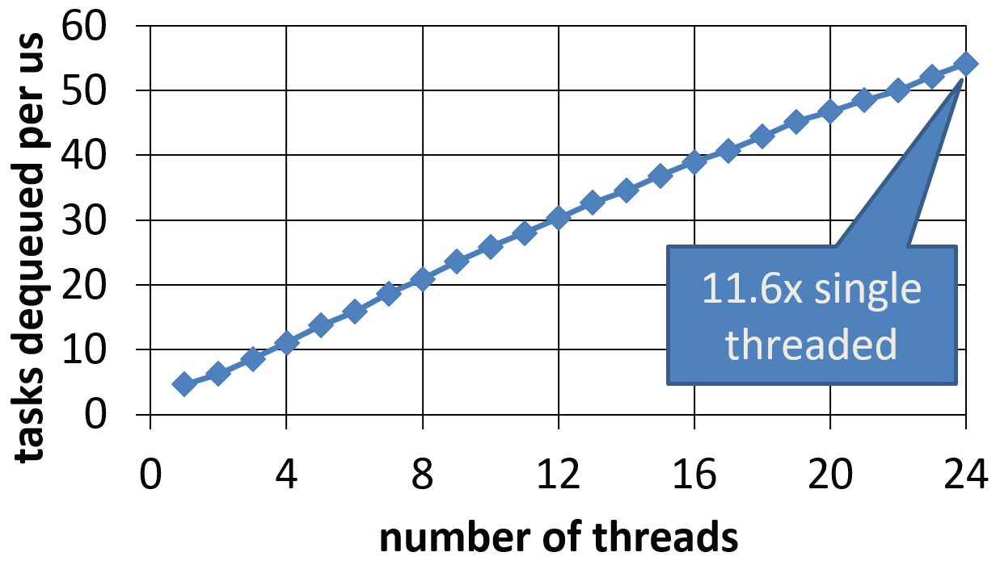 tasks dequeued per us
60
50
40
30
20
10
0
11.6x single
threaded
0 4 8 12 16 20 24
number of threads